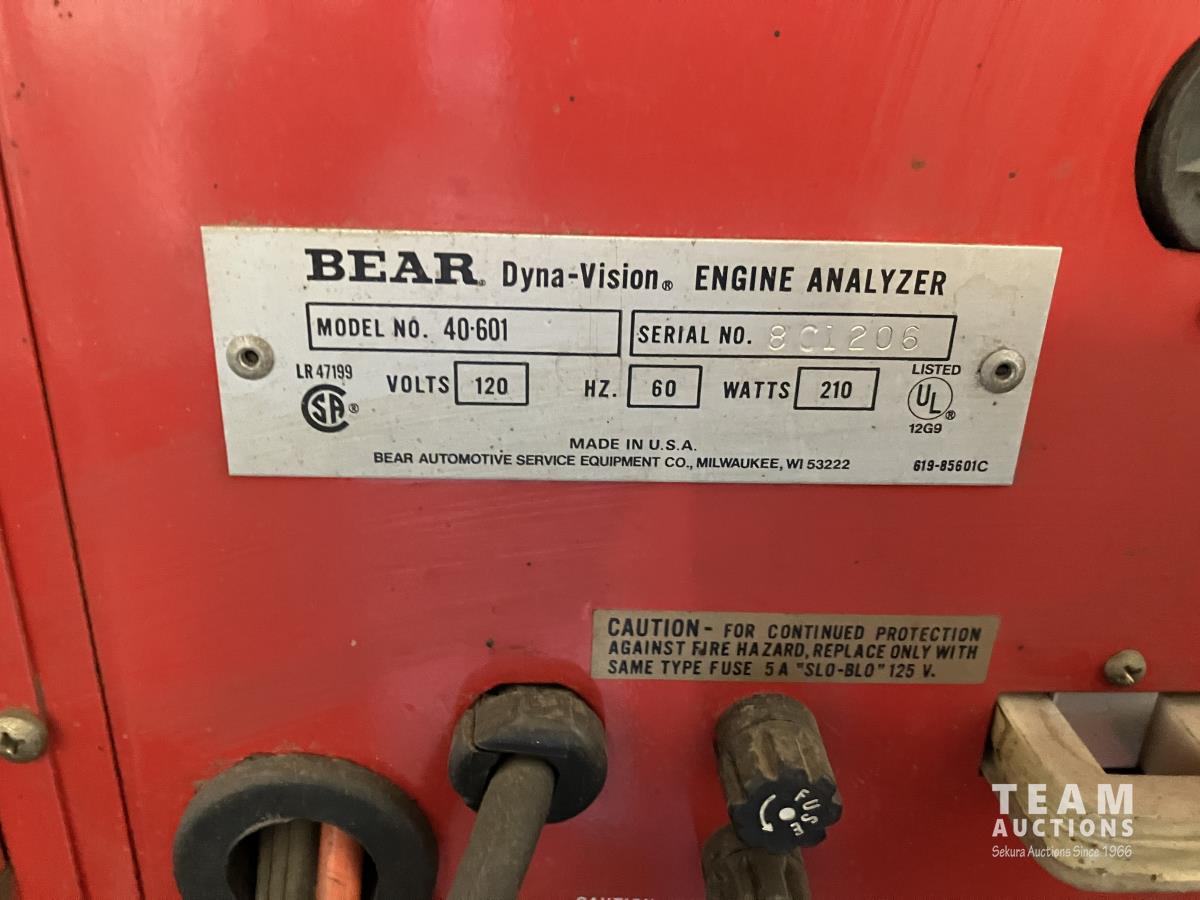 BEAR® Dyna-Vision® ENGINE ANALYZER
MODEL NO. 40-601 SERIAL NO. 8C1206
LR 47199 LISTED
SA® VOLTS 120 HZ. 60 WATTS 210 UL®
12G9
MADE IN U.S.A.
BEAR AUTOMOTIVE SERVICE EQUIPMENT CO., MILWAUKEE, WI 53222 619-85601C
CAUTION - FOR CONTINUED PROTECTION
AGAINST FIRE HAZARD, REPLACE ONLY WITH
SAME TYPE FUSE 5 A "SLO-BLO" 125 V.
FUSE
TEAM
AUCTIONS
Sekura Auctions Since 1966
CAUTION